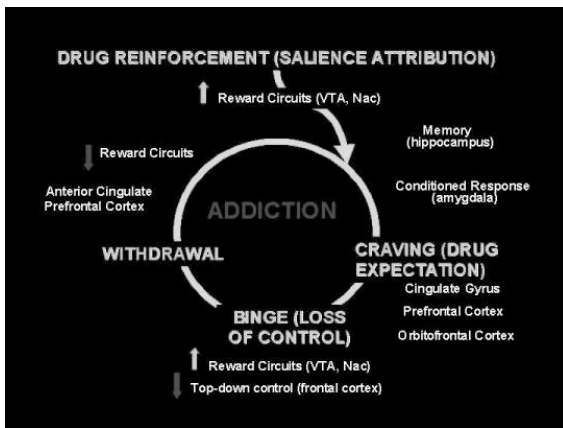 DRUG REINFORCEMENT (SALIENCE ATTRIBUTION)
Reward Circuits (VTA, Nac)
Memory
(hippocampus)
Reward Circuits
Conditioned Response
(amygdala)
Anterior Cingulate
Prefrontal Cortex
ADDICTION
WITHDRAWAL
CRAVING (DRUG
EXPECTATION)
Cingulate Gyrus
Prefrontal Cortex
Orbitofrontal Cortex
BINGE (LOSS
OF CONTROL)
Reward Circuits (VTA, Nac)
Top-down control (frontal cortex)